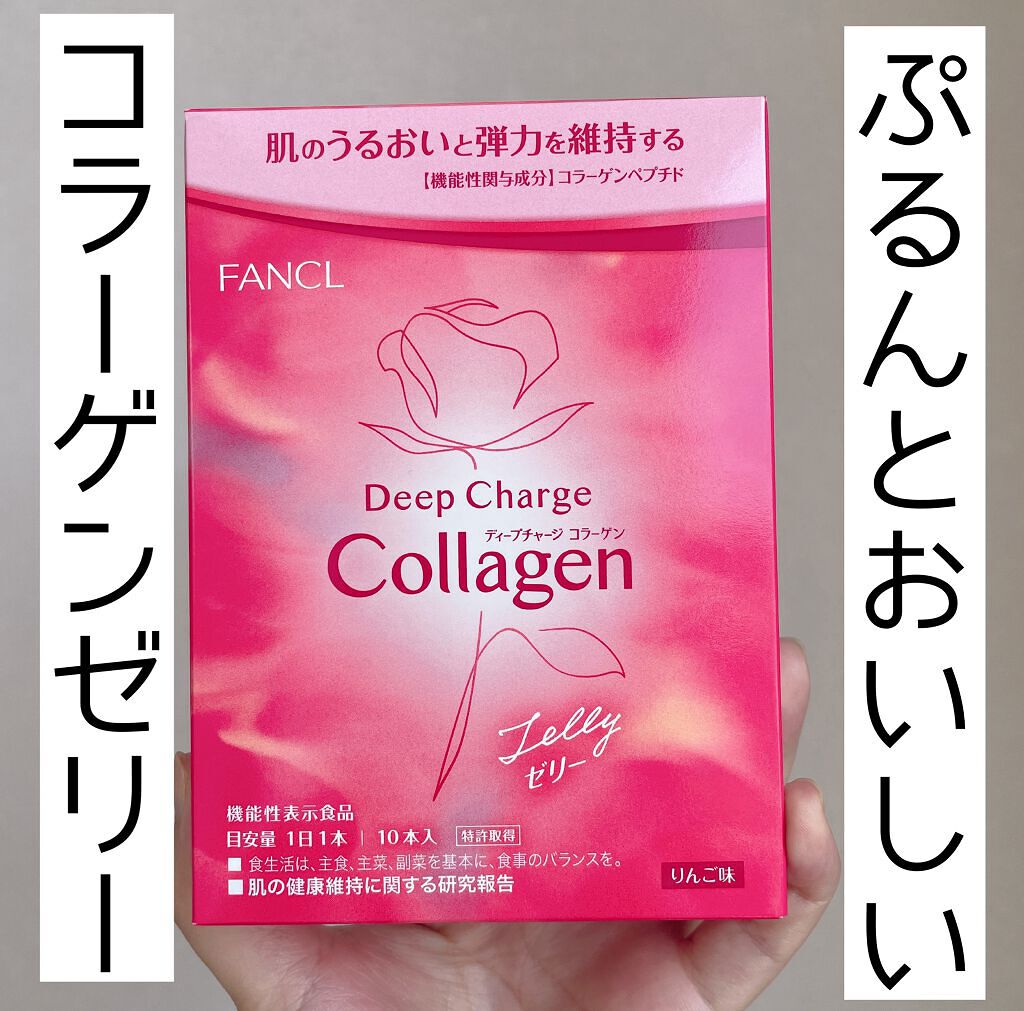 ぷるんとおいしい
コラーゲンゼリー
肌のうるおいと弾力を維持する
【機能性関与成分】コラーゲンペプチド
FANCL
Deep Charge
ディープチャージ コラーゲン
Collagen
Jelly
ゼリー
機能性表示食品
目安量 1日1本 | 10本入 特許取得
■ 食生活は、主食、主菜、副菜を基本に、食事のバランスを。
■ 肌の健康維持に関する研究報告
りんご味